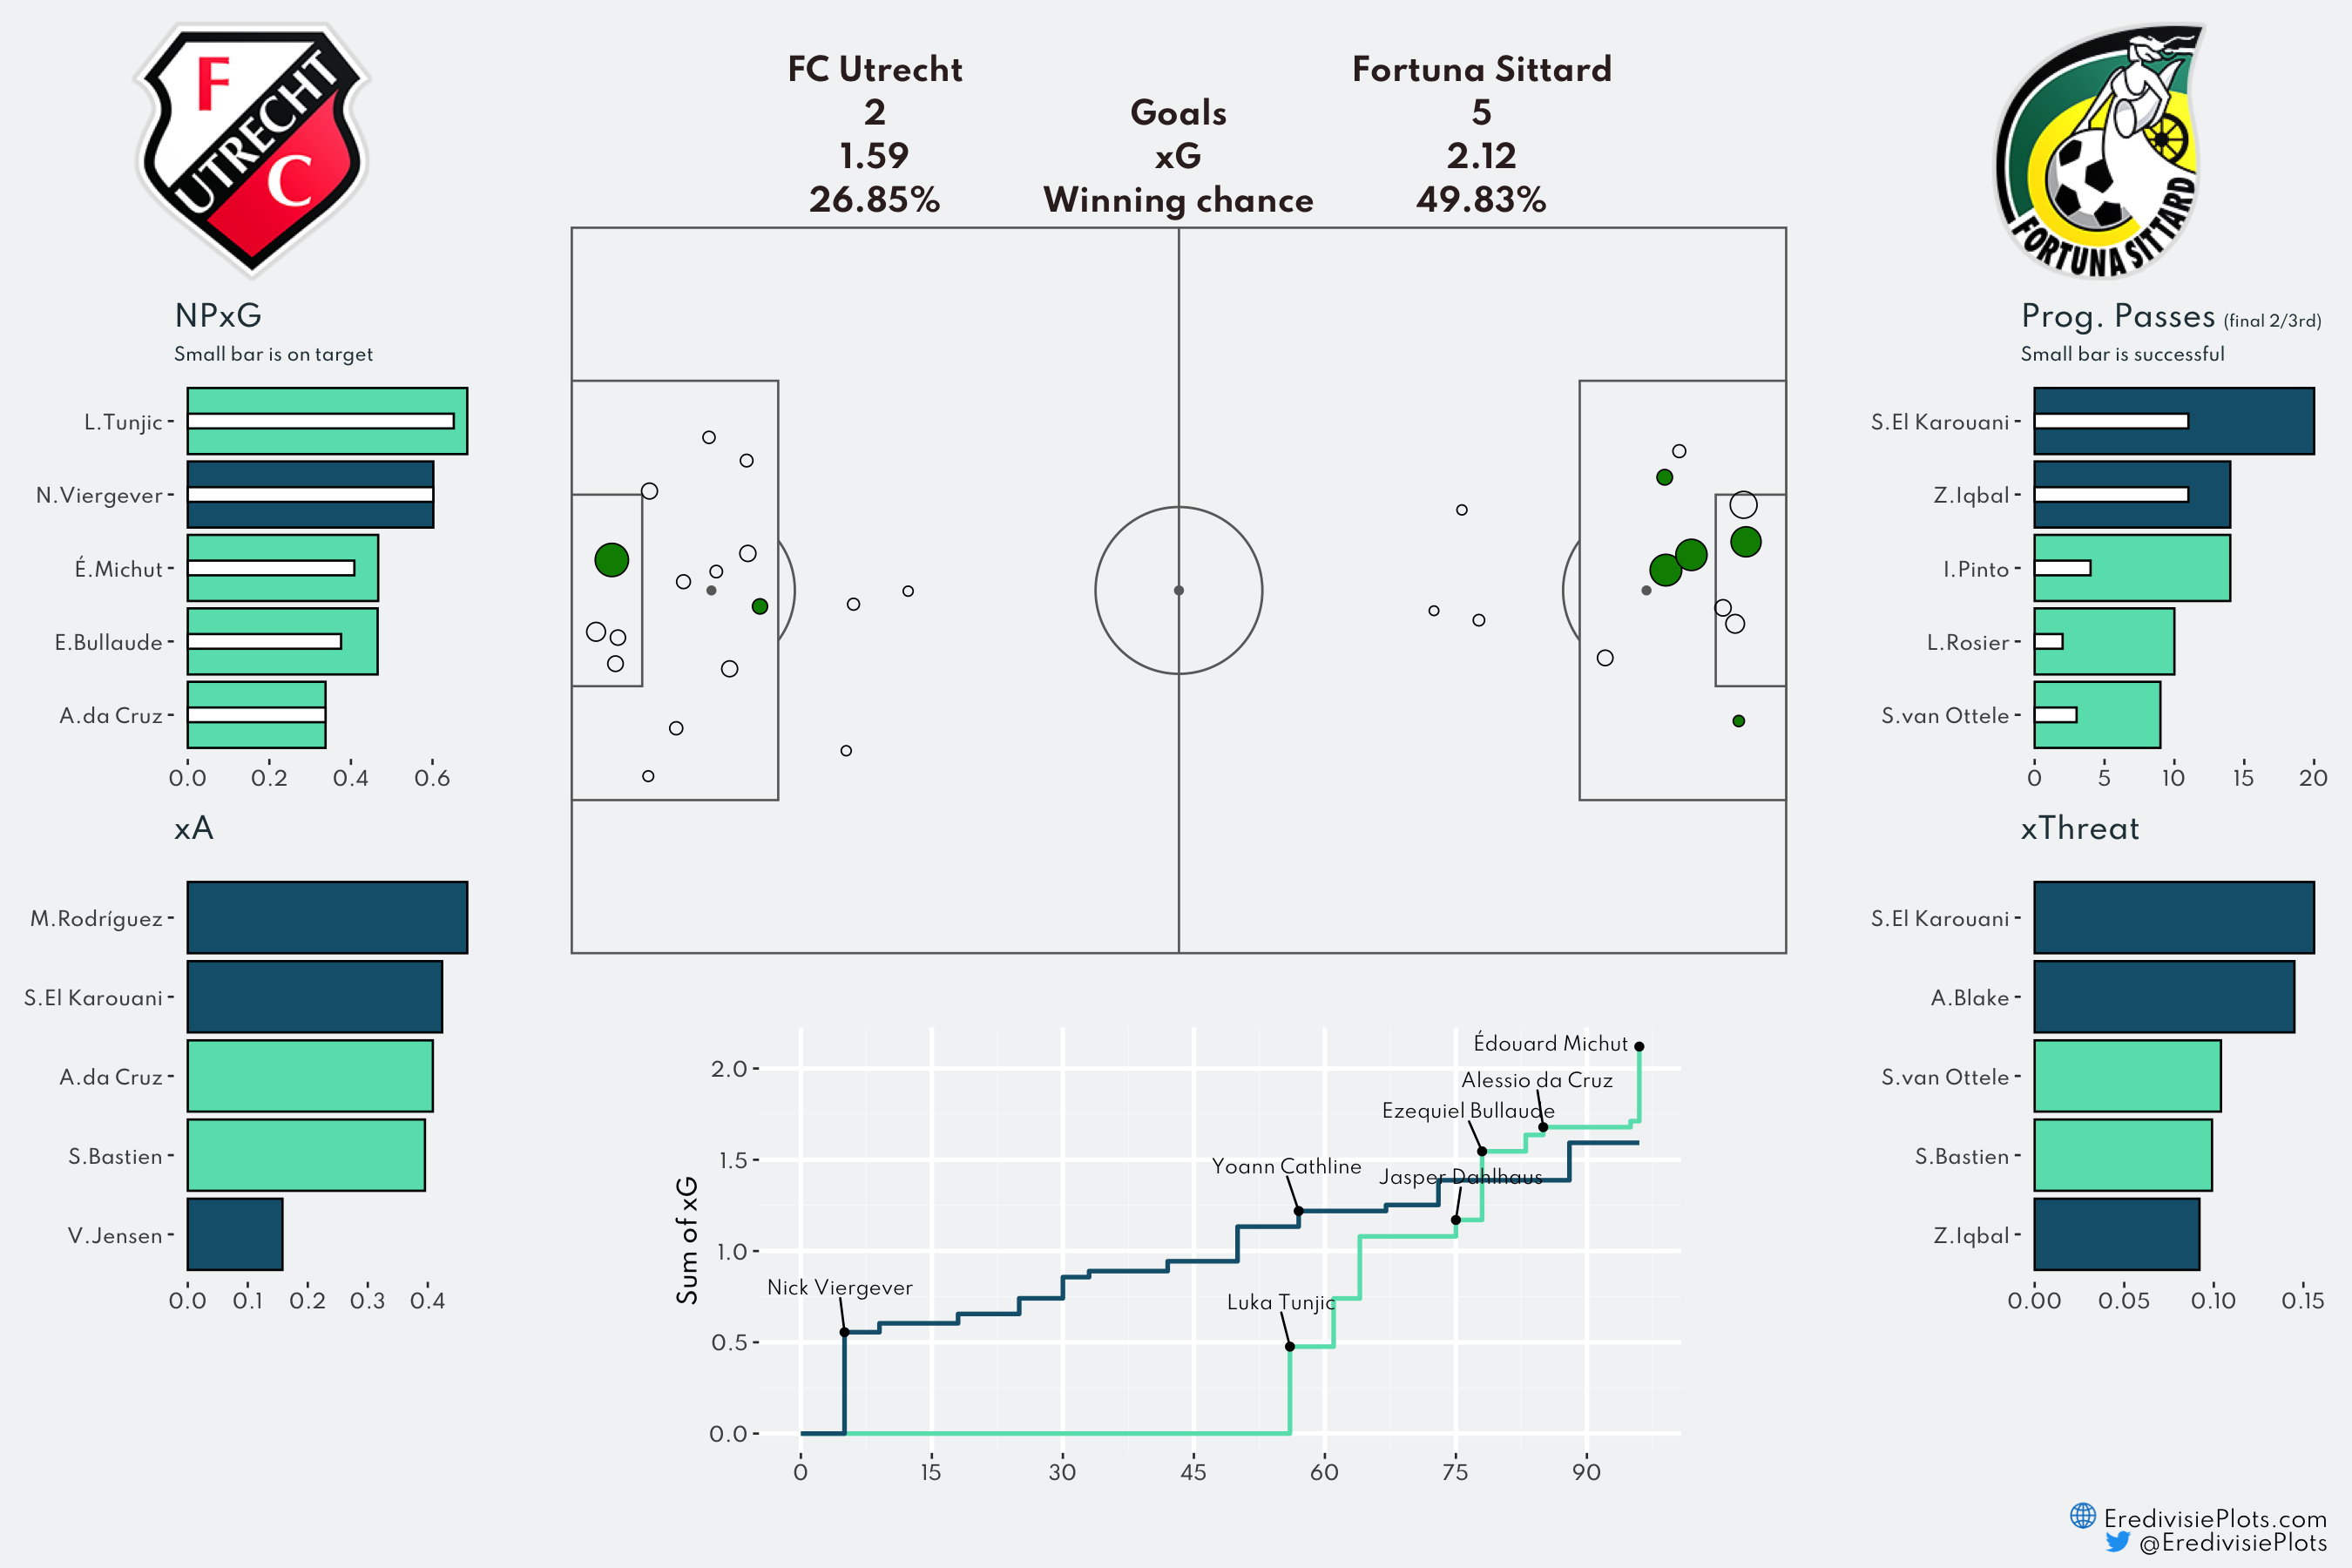 F
UTRECHT
C
FC Utrecht Fortuna Sittard
2 Goals 5
1.59 xG 2.12
26.85% Winning chance 49.83%
FORTUNA SITTARD
NPxG
Small bar is on target
L.Tunjic
N.Viergever
É.Michut
E.Bullaude
A.da Cruz
0.0 0.2 0.4 0.6
xA
M.Rodríguez
S.El Karouani
A.da Cruz
S.Bastien
V.Jensen
0.0 0.1 0.2 0.3 0.4
Sum of xG
2.0
1.5
1.0
0.5
0.0
Édouard Michut
Alessio da Cruz
Ezequiel Bullaude
Yoann Cathline
Jasper Dahlhaus
Nick Viergever
Luka Tunjic
0 15 30 45 60 75 90
Prog. Passes (final 2/3rd)
Small bar is successful
S.El Karouani
Z.Iqbal
I.Pinto
L.Rosier
S.van Ottele
0 5 10 15 20
xThreat
S.El Karouani
A.Blake
S.van Ottele
S.Bastien
Z.Iqbal
0.00 0.05 0.10 0.15
EredivisiePlots.com
@EredivisiePlots